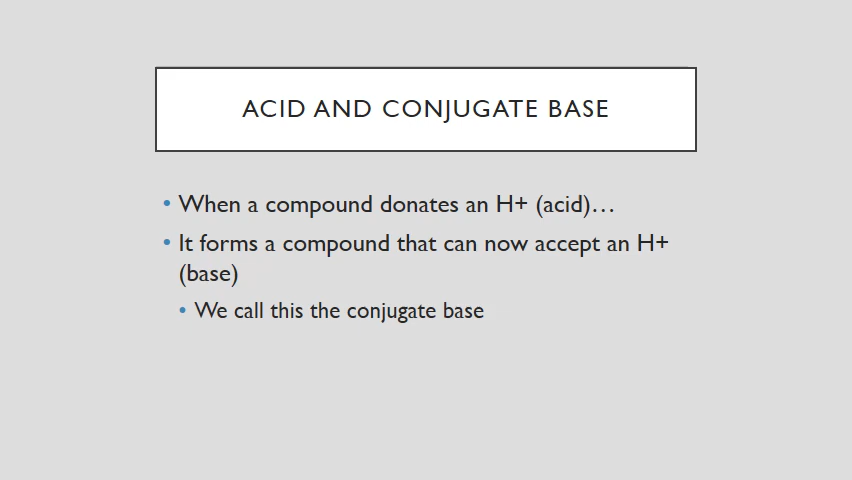 ACID AND CONJUGATE BASE
• When a compound donates an H+ (acid)…
• It forms a compound that can now accept an H+
(base)
• We call this the conjugate base